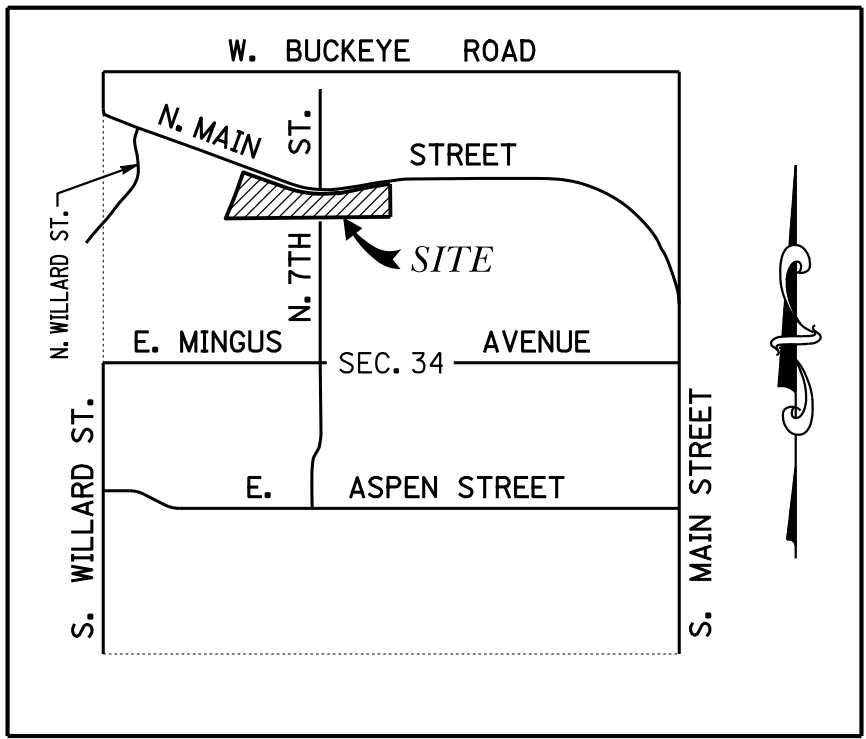 W. BUCKEYE ROAD
N. MAIN STREET
N. 7TH ST.
N. WILLARD ST.
SITE
E. MINGUS AVENUE
SEC. 34
S. WILLARD ST.
E. ASPEN STREET
S. MAIN STREET